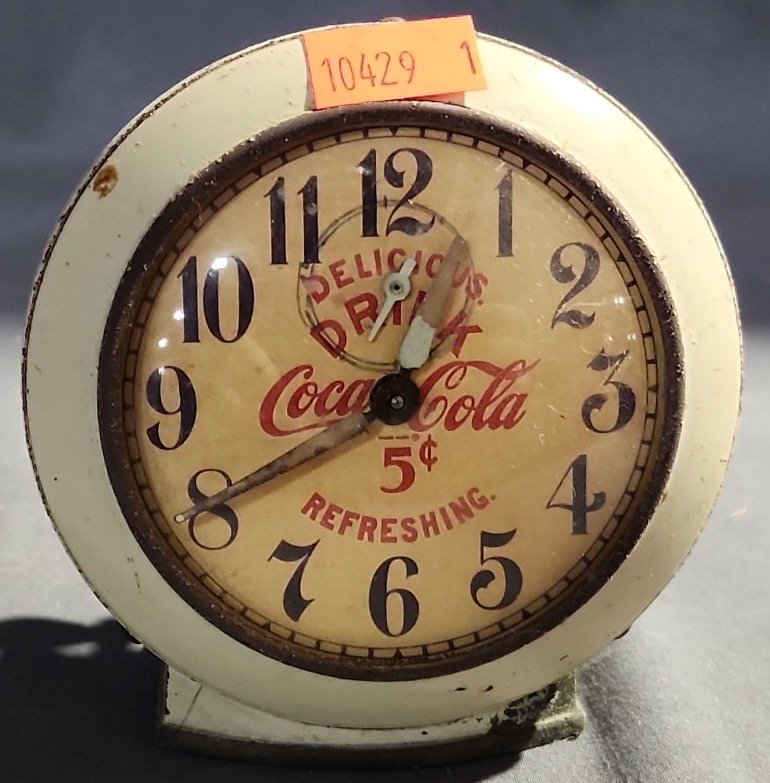 10429 1
12
11 1
10 2
9 3
8 4
7 5
6
DELICIOUS.
DRINK
Coca Cola
5¢
REFRESHING.